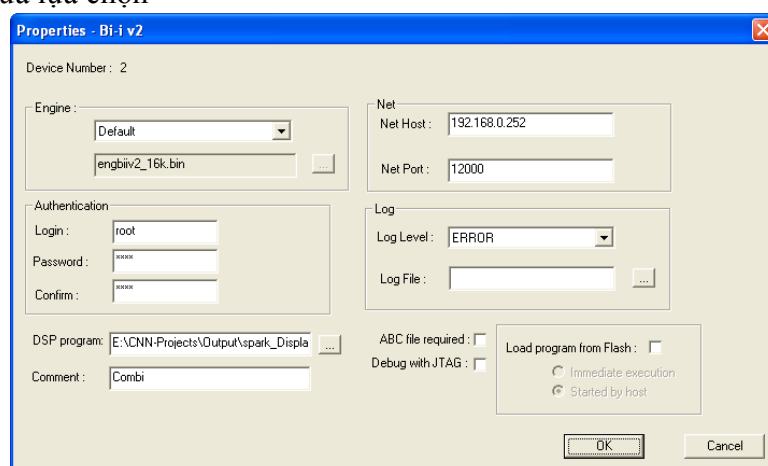 lựa chọn
Properties - Bi-i v2
Device Number : 2
Engine :
Default
engbiiv2_16k.bin
...
Net
Net Host : 192.168.0.252
Net Port : 12000
Authentication
Login : root
Password : ****
Confirm : ****
Log
Log Level : ERROR
Log File :
...
DSP program: E:\CNN-Projects\Output\spark_Displa
...
Comment : Combi
ABC file required :
Debug with JTAG :
Load program from Flash :
Immediate execution
Started by host
OK
Cancel